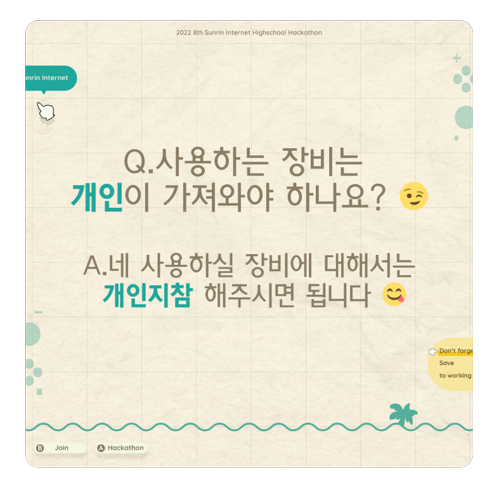 2022 8th Sunrin Internet Highschool Hackathon
unrin Internet
Q.사용하는 장비는
개인이 가져와야 하나요? 😉
A.네 사용하실 장비에 대해서는
개인지참 해주시면 됩니다 😋
Don't forge
Save
to working
B Join
A Hackathon